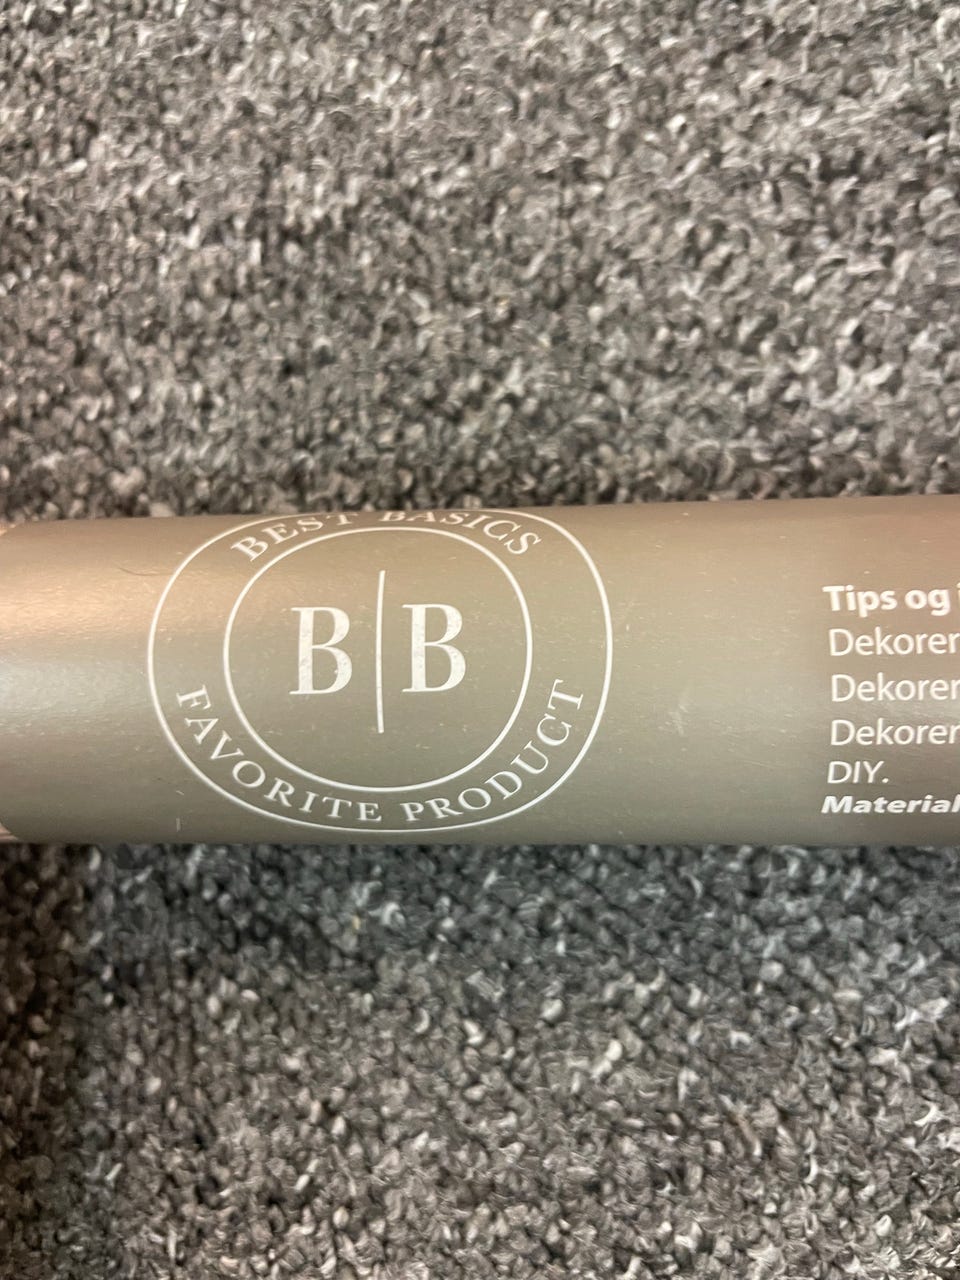 BEST BASICS
B|B
FAVORITE PRODUCT
Tips og
Dekorer
Dekorer
Dekorer
DIY.
Material